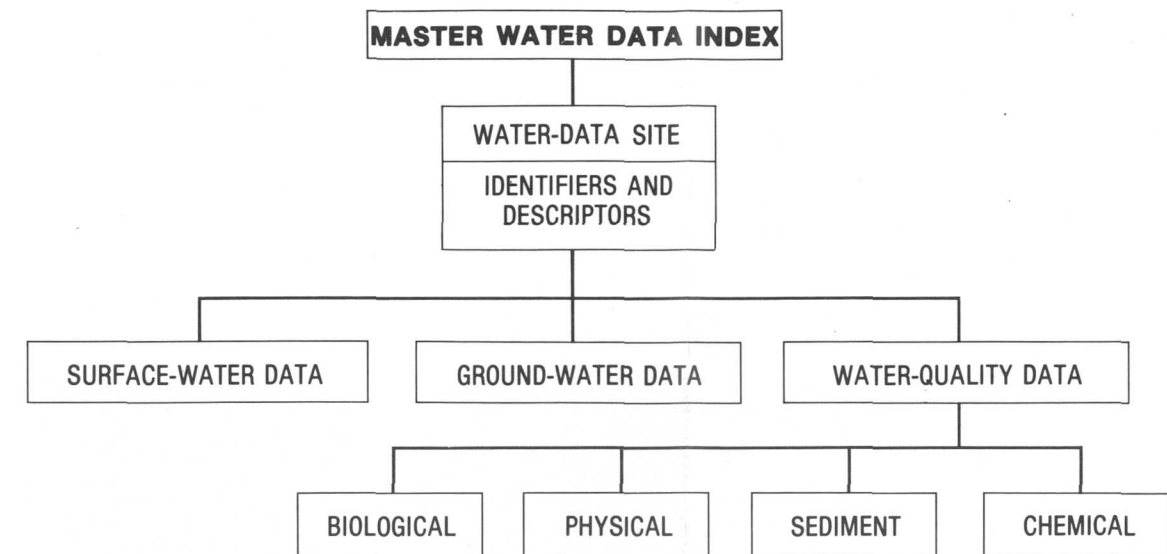 MASTER WATER DATA INDEX
WATER-DATA SITE
IDENTIFIERS AND
DESCRIPTORS
SURFACE-WATER DATA
GROUND-WATER DATA
WATER-QUALITY DATA
BIOLOGICAL
PHYSICAL
SEDIMENT
CHEMICAL